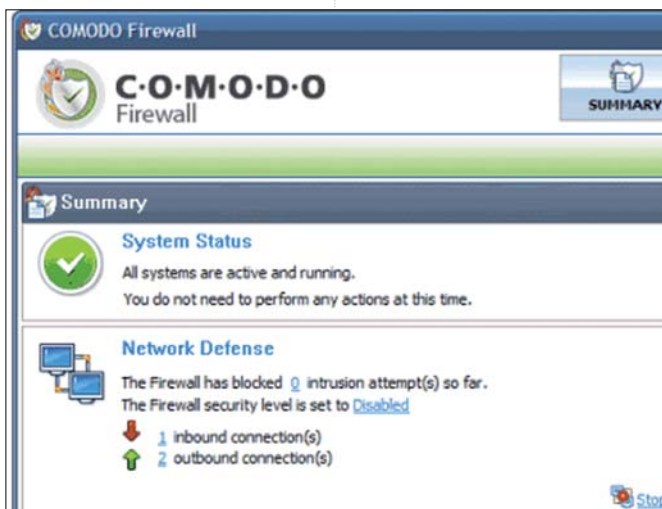 COMODO Firewall
C·O·M·O·D·O
Firewall
SUMMARY
Summary
System Status
All systems are active and running.
You do not need to perform any actions at this time.
Network Defense
The Firewall has blocked 0 intrusion attempt(s) so far.
The Firewall security level is set to Disabled
1 inbound connection(s)
2 outbound connection(s)
Stop